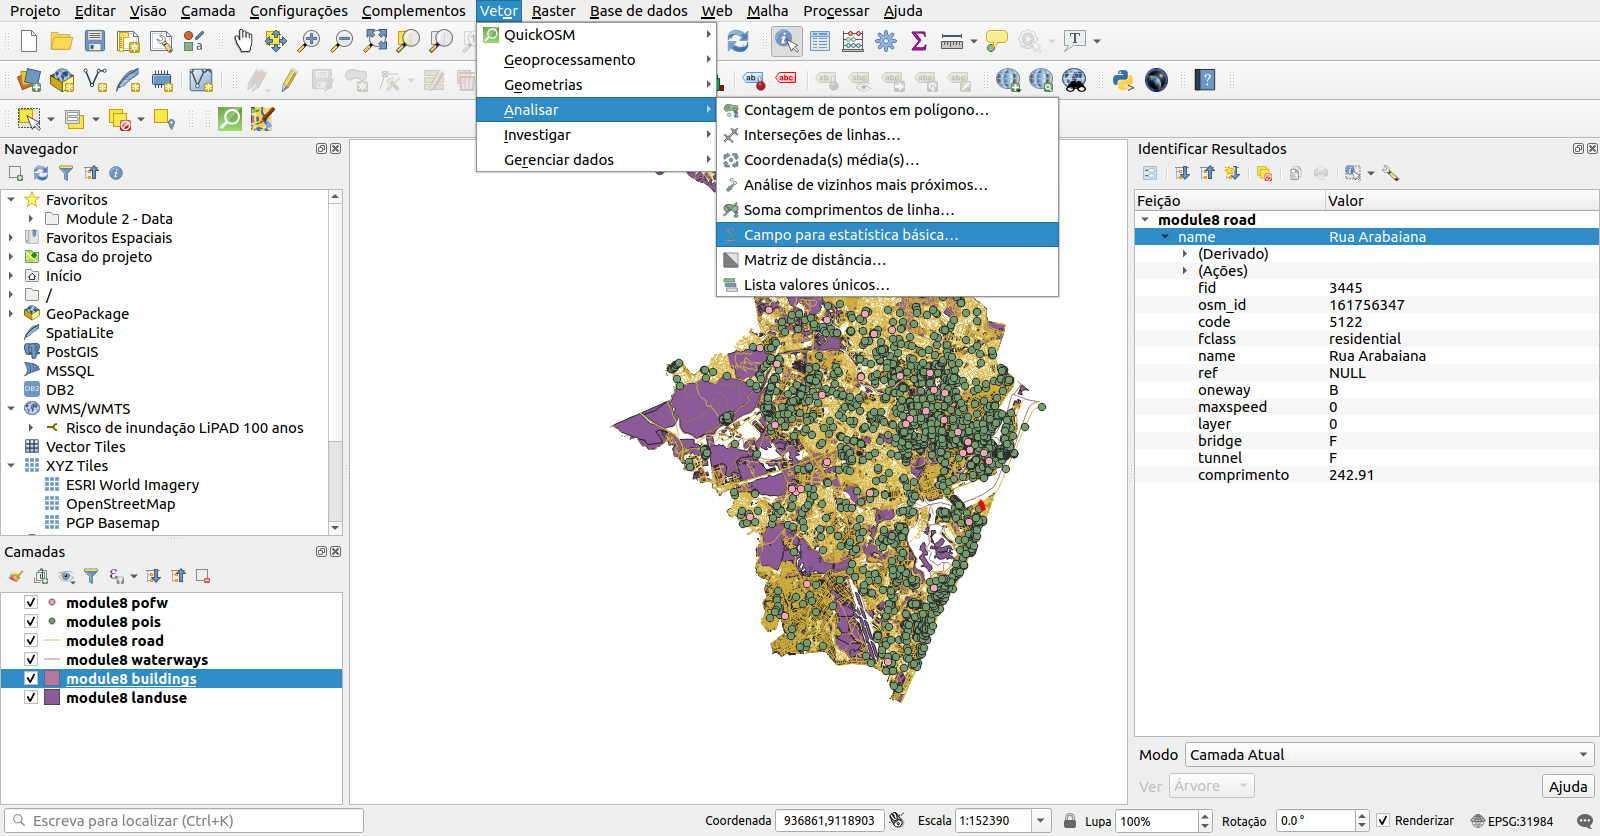 Projeto Editar Visão Camada Configurações Complementos Vetor Raster Base de dados Web Malha Processar Ajuda
QuickOSM
Geoprocessamento
Geometrias
Analisar
Investigar
Gerenciar dados
Contagem de pontos em polígono...
Interseções de linhas...
Coordenada(s) média(s)...
Análise de vizinhos mais próximos...
Soma comprimentos de linha...
Campo para estatística básica...
Matriz de distância...
Lista valores únicos...
Navegador
Favoritos
Module 2 - Data
Favoritos Espaciais
Casa do projeto
Início
/
GeoPackage
SpatiaLite
PostGIS
MSSQL
DB2
WMS/WMTS
Risco de inundação LiPAD 100 anos
Vector Tiles
XYZ Tiles
ESRI World Imagery
OpenStreetMap
PGP Basemap
Camadas
module8 pofw
module8 pois
module8 road
module8 waterways
module8 buildings
module8 landuse
Identificar Resultados
Feição Valor
module8 road
name Rua Arabaiana
(Derivado)
(Ações)
fid 3445
osm_id 161756347
code 5122
fclass residential
name Rua Arabaiana
ref NULL
oneway B
maxspeed 0
layer 0
bridge F
tunnel F
comprimento 242.91
Modo Camada Atual
Ver Árvore Ajuda
Escreva para localizar (Ctrl+K) Coordenada 936861,9118903 Escala 1:152390 Lupa 100% Rotação 0.0 ° Renderizar EPSG:31984